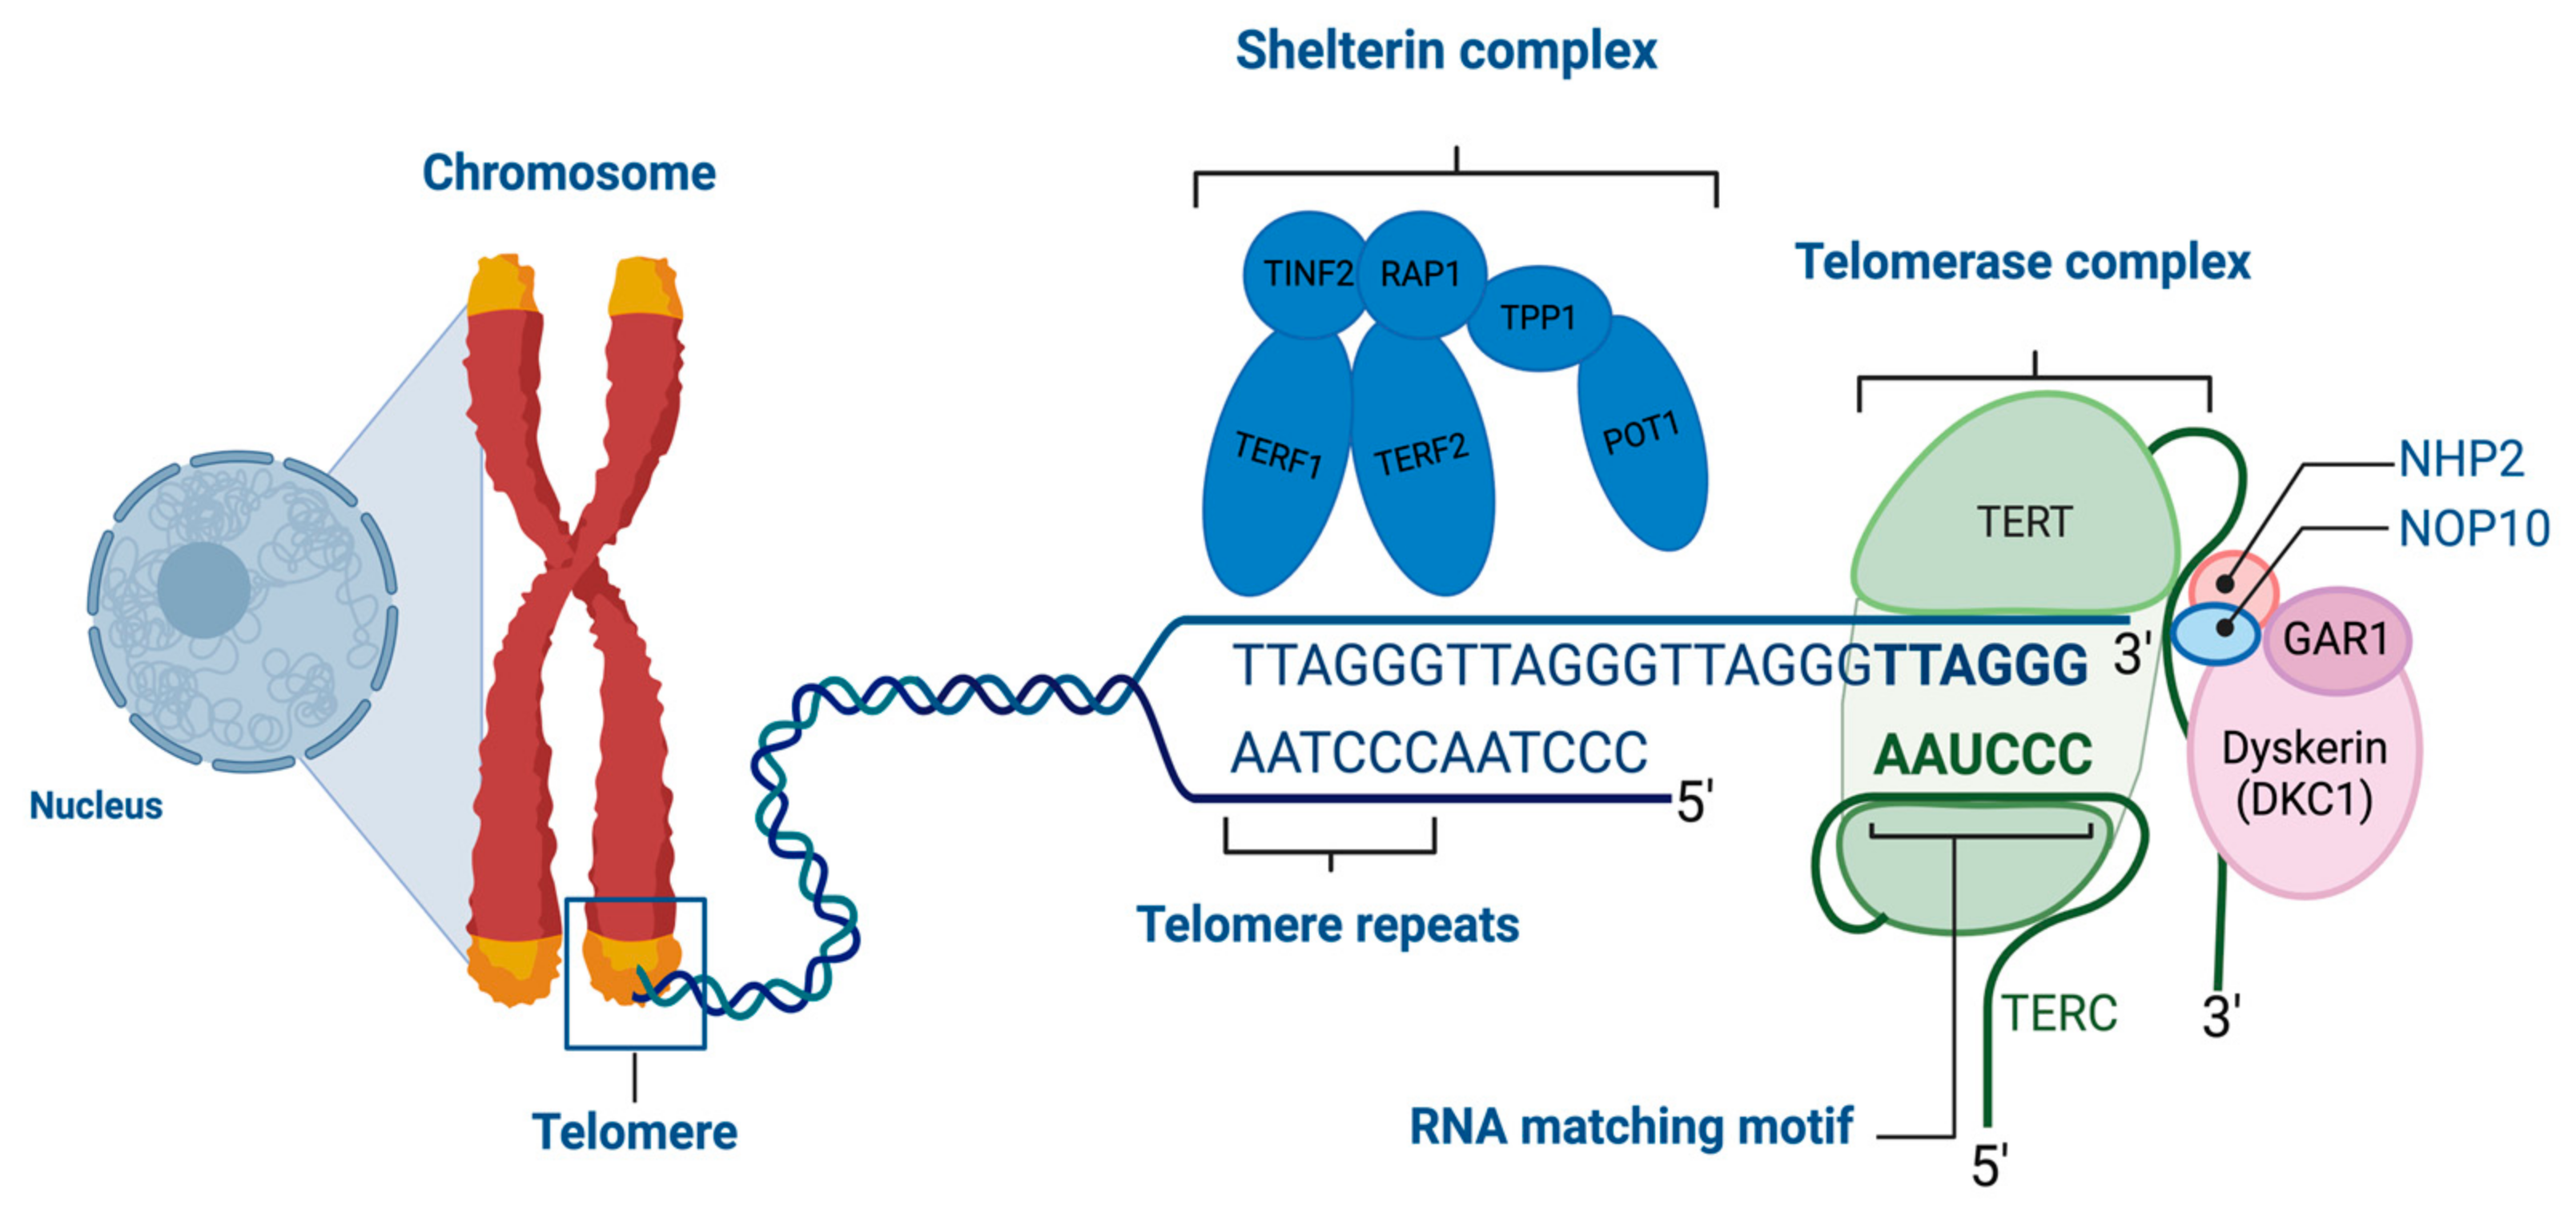 Shelterin complex
Chromosome
Telomerase complex
TINF2
RAP1
TPP1
TERF1
TERF2
POT1
TERT
NHP2
NOP10
GAR1
Dyskerin
(DKC1)
TTAGGGTTAGGGTTAGGGTTAGGG 3'
AATCCCAATCCC
AAUCCC
5'
Nucleus
Telomere repeats
TERC
3'
Telomere
RNA matching motif
5'